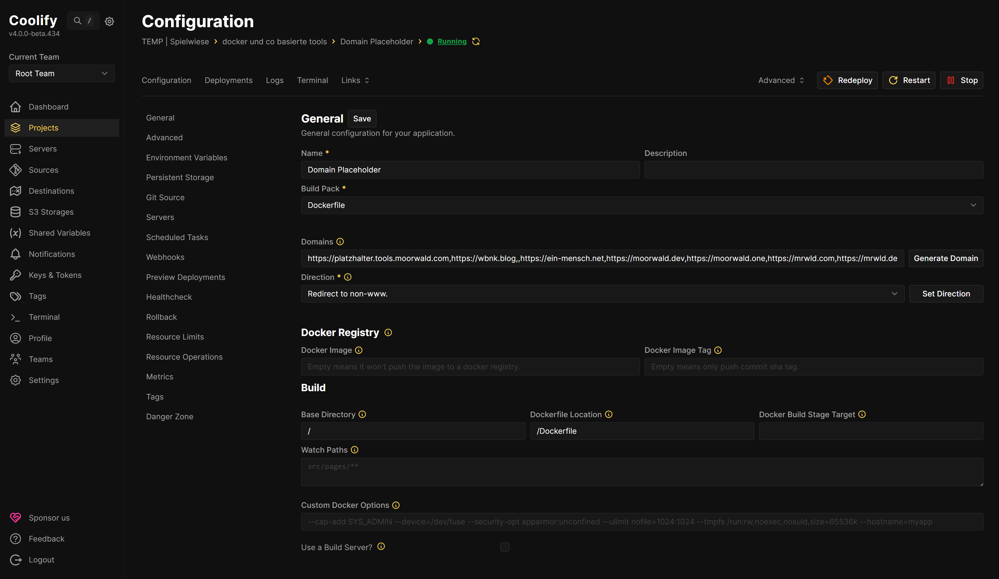 Coolify
/
v4.0.0-beta.434
Current Team
Root Team
Dashboard
Projects
Servers
Sources
Destinations
S3 Storages
Shared Variables
Notifications
Keys & Tokens
Tags
Terminal
Profile
Teams
Settings
Sponsor us
Feedback
Logout
Configuration
TEMP | Spielwiese > docker und co basierte tools > Domain Placeholder > Running
Configuration Deployments Logs Terminal Links
Advanced Redeploy Restart Stop
General
Advanced
Environment Variables
Persistent Storage
Git Source
Servers
Scheduled Tasks
Webhooks
Preview Deployments
Healthcheck
Rollback
Resource Limits
Resource Operations
Metrics
Tags
Danger Zone
General Save
General configuration for your application.
Name * Description
Domain Placeholder
Build Pack *
Dockerfile
Domains
https://platzhalter.tools.moorwald.com,https://wbnk.blog,,https://ein-mensch.net,https://moorwald.dev,https://moorwald.one,https://mrwld.com,https://mrwld.de Generate Domain
Direction *
Redirect to non-www. Set Direction
Docker Registry
Docker Image Docker Image Tag
Empty means it won't push the image to a docker registry. Empty means only push commit sha tag.
Build
Base Directory Dockerfile Location Docker Build Stage Target
/ /Dockerfile
Watch Paths
src/pages/**
Custom Docker Options
--cap-add SYS_ADMIN --device=/dev/fuse --security-opt apparmor:unconfined --ulimit nofile=1024:1024 --tmpfs /run:rw,noexec,nosuid,size=65536k --hostname=myapp
Use a Build Server?